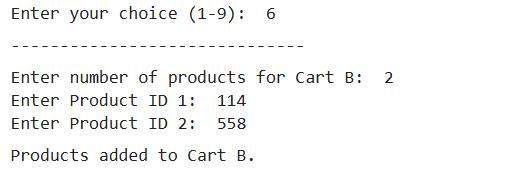 Enter your choice (1-9):  6
------------------------------
Enter number of products for Cart B:  2
Enter Product ID 1:  114
Enter Product ID 2:  558
Products added to Cart B.